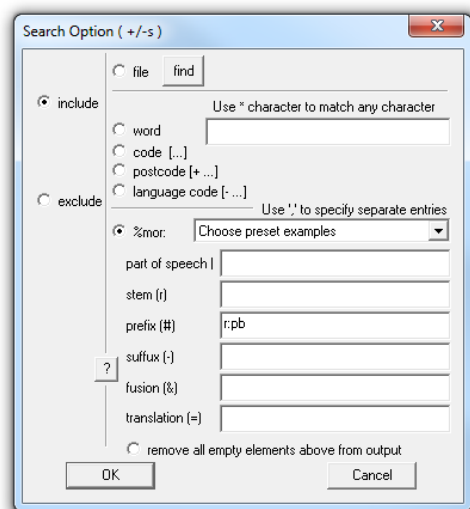 Search Option ( +/-s )
file find
include
Use * character to match any character
word
code [...]
postcode [+ ...]
language code [- ...]
exclude
Use ',' to specify separate entries
%mor: Choose preset examples
part of speech |
stem (r)
prefix (#) r:pb
?
suffux (-)
fusion (&)
translation (=)
remove all empty elements above from output
OK Cancel